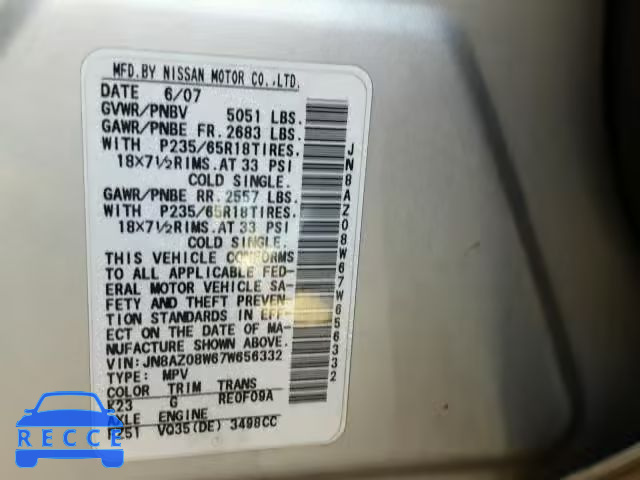 MFD.BY NISSAN MOTOR CO.,LTD.
DATE 6/07
GVWR/PNBV 5051 LBS.
GAWR/PNBE FR. 2683 LBS.
WITH P235/65R18TIRES.
18X7½RIMS.AT 33 PSI
COLD SINGLE.
GAWR/PNBE RR. 2557 LBS.
WITH P235/65R18TIRES.
18X7½RIMS.AT 33 PSI
COLD SINGLE.
THIS VEHICLE CONFORMS
TO ALL APPLICABLE FED-
ERAL MOTOR VEHICLE SA-
FETY AND THEFT PREVEN-
TION STANDARDS IN EFF-
ECT ON THE DATE OF MA-
NUFACTURE SHOWN ABOVE.
VIN:JN8AZ08W67W656332
TYPE: MPV
COLOR TRIM TRANS
K23 G RE0F09A
AXLE ENGINE
F251 VQ35(DE) 3498CC
JN8AZ08W67W656332
RECCE